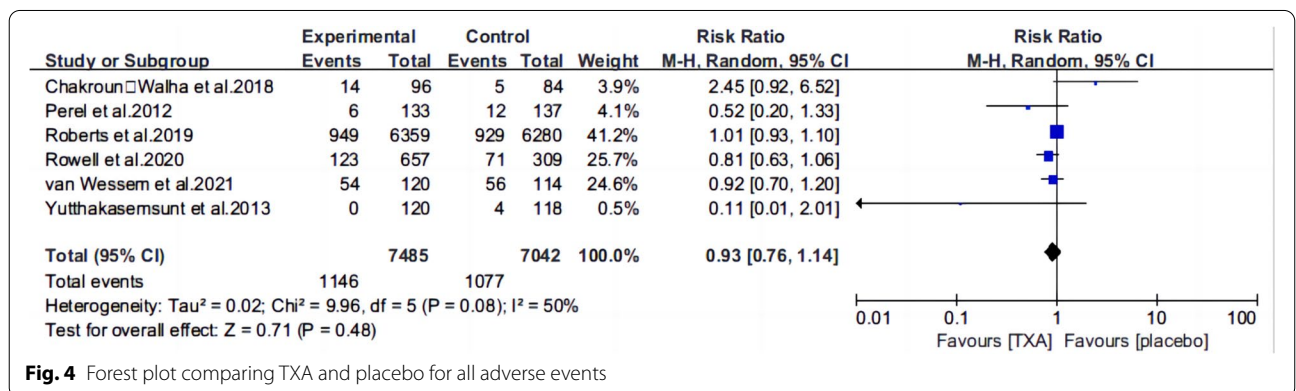 Experimental Control Risk Ratio Risk Ratio
Study or Subgroup Events Total Events Total Weight M-H, Random, 95% CI M-H, Random, 95% CI
Chakroun□Walha et al.2018 14 96 5 84 3.9% 2.45 [0.92, 6.52]
Perel et al.2012 6 133 12 137 4.1% 0.52 [0.20, 1.33]
Roberts et al.2019 949 6359 929 6280 41.2% 1.01 [0.93, 1.10]
Rowell et al.2020 123 657 71 309 25.7% 0.81 [0.63, 1.06]
van Wessem et al.2021 54 120 56 114 24.6% 0.92 [0.70, 1.20]
Yutthakasemsunt et al.2013 0 120 4 118 0.5% 0.11 [0.01, 2.01]
Total (95% CI) 7485 7042 100.0% 0.93 [0.76, 1.14]
Total events 1146 1077
Heterogeneity: Tau² = 0.02; Chi² = 9.96, df = 5 (P = 0.08); I² = 50%
Test for overall effect: Z = 0.71 (P = 0.48)
0.01 0.1 1 10 100
Favours [TXA] Favours [placebo]
Fig. 4 Forest plot comparing TXA and placebo for all adverse events